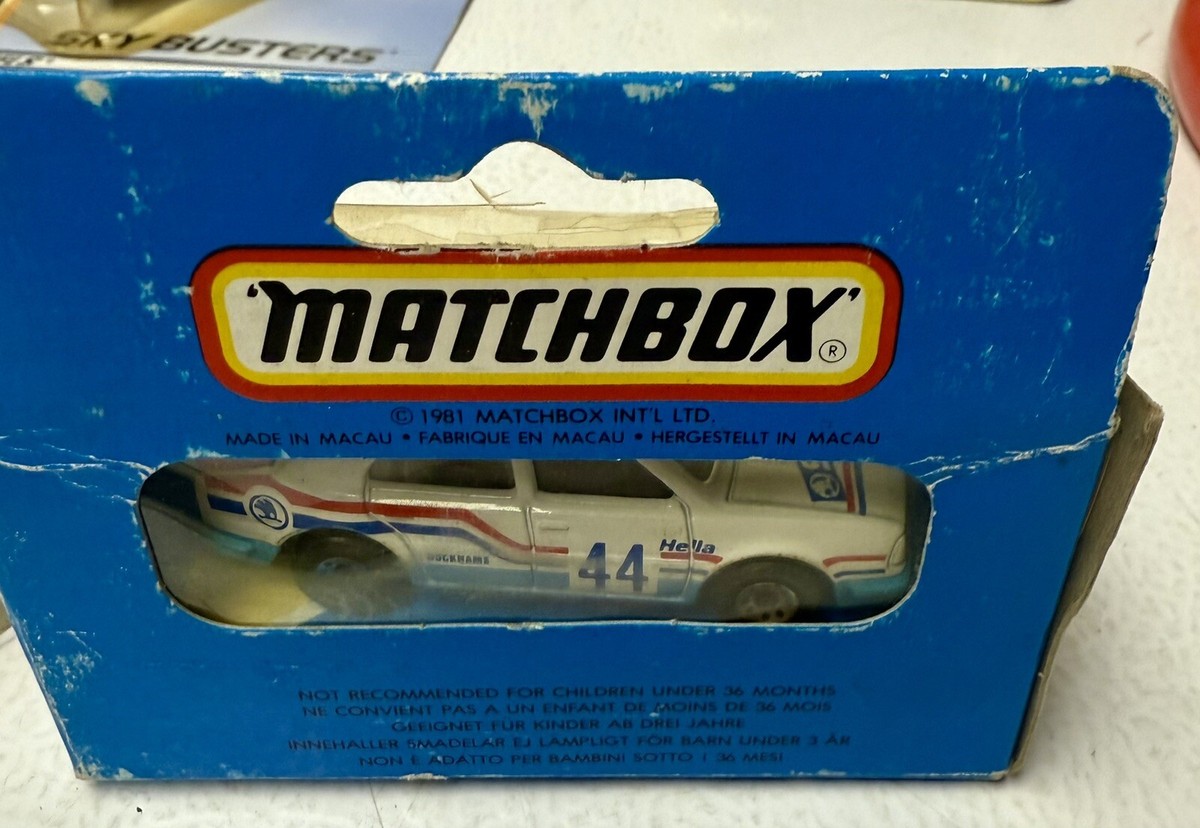 SKY BUSTERS
'MATCHBOX' ®
© 1981 MATCHBOX INT'L LTD.
MADE IN MACAU • FABRIQUE EN MACAU • HERGESTELLT IN MACAU
DUCKHAMS
44
Hella
NOT RECOMMENDED FOR CHILDREN UNDER 36 MONTHS
NE CONVIENT PAS A UN ENFANT DE MOINS DE 36 MOIS
GEEIGNET FUR KINDER AB DREI JAHRE
INNEHALLER SMADELAR EJ LAMPLIGT FÖR BARN UNDER 3 ÅR
NON È ADATTO PER BAMBINI SOTTO I 36 MESI